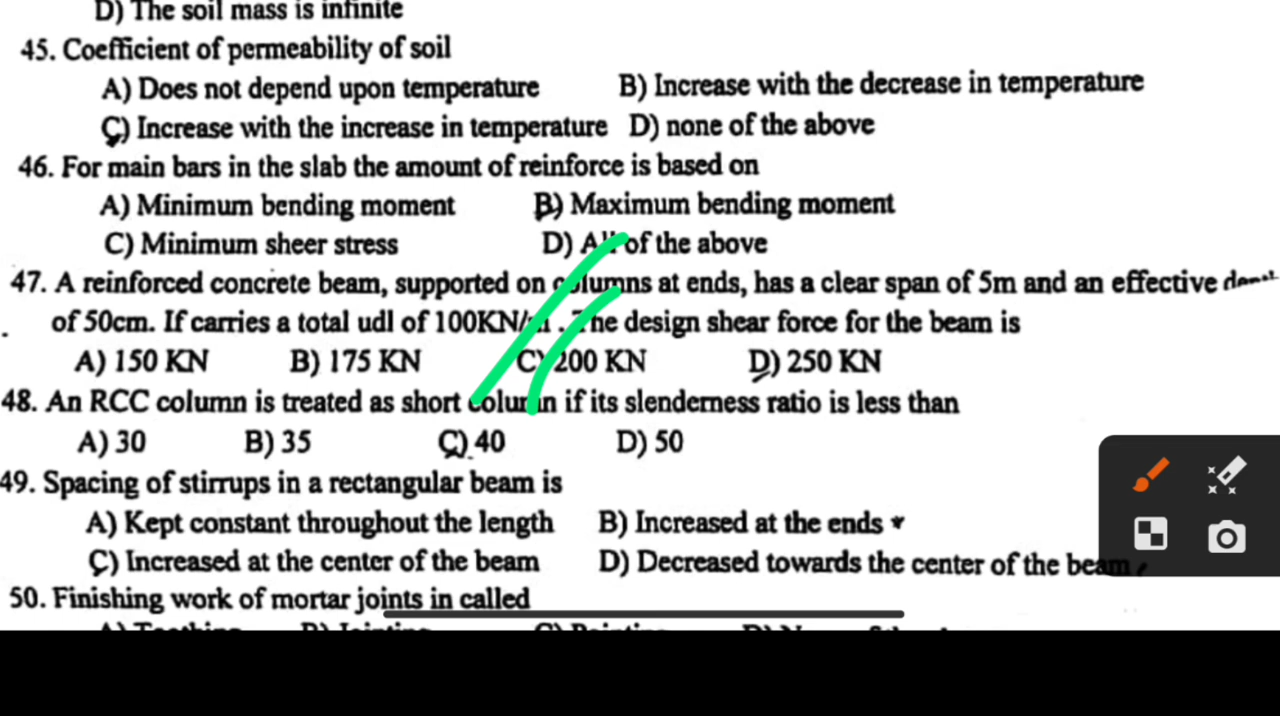 D) The soil mass is infinite
45. Coefficient of permeability of soil
A) Does not depend upon temperature B) Increase with the decrease in temperature
C) Increase with the increase in temperature D) none of the above
46. For main bars in the slab the amount of reinforce is based on
A) Minimum bending moment B) Maximum bending moment
C) Minimum sheer stress D) All of the above
47. A reinforced concrete beam, supported on columns at ends, has a clear span of 5m and an effective
of 50cm. If carries a total udl of 100KN/m . The design shear force for the beam is
A) 150 KN B) 175 KN C) 200 KN D) 250 KN
48. An RCC column is treated as short column if its slenderness ratio is less than
A) 30 B) 35 C) 40 D) 50
49. Spacing of stirrups in a rectangular beam is
A) Kept constant throughout the length B) Increased at the ends
C) Increased at the center of the beam D) Decreased towards the center of the beam
50. Finishing work of mortar joints in called